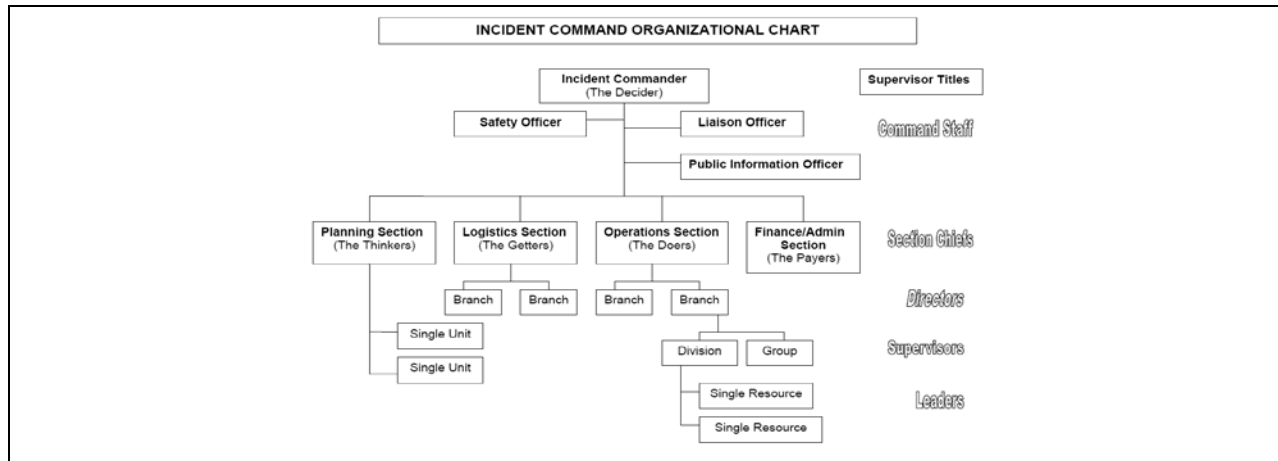 INCIDENT COMMAND ORGANIZATIONAL CHART
Incident Commander
(The Decider)
Supervisor Titles
Safety Officer
Liaison Officer
Command Staff
Public Information Officer
Planning Section
(The Thinkers)
Logistics Section
(The Getters)
Operations Section
(The Doers)
Finance/Admin
Section
(The Payers)
Section Chiefs
Branch
Branch
Branch
Branch
Directors
Single Unit
Division
Group
Supervisors
Single Unit
Single Resource
Leaders
Single Resource